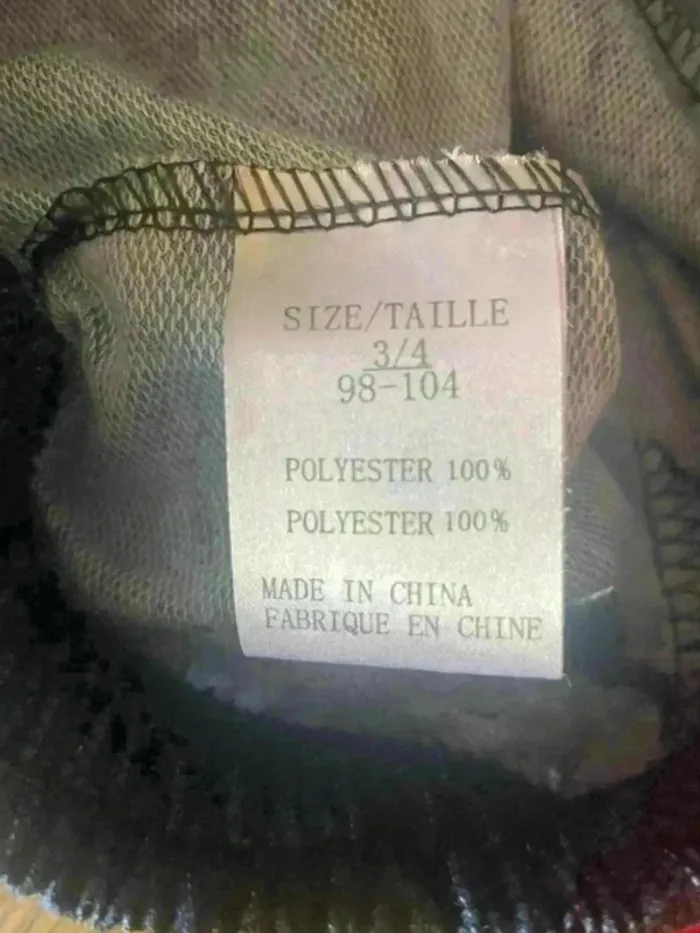 SIZE/TAILLE
3/4
98-104
POLYESTER 100%
POLYESTER 100%
MADE IN CHINA
FABRIQUE EN CHINE